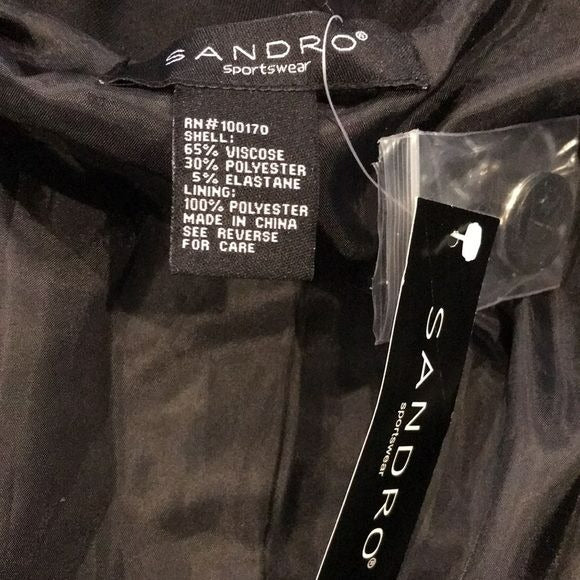 SANDRO®
sportswear
RN#100170
SHELL:
65% VISCOSE
30% POLYESTER
5% ELASTANE
LINING:
100% POLYESTER
MADE IN CHINA
SEE REVERSE
FOR CARE
SANDRO®
sportswear